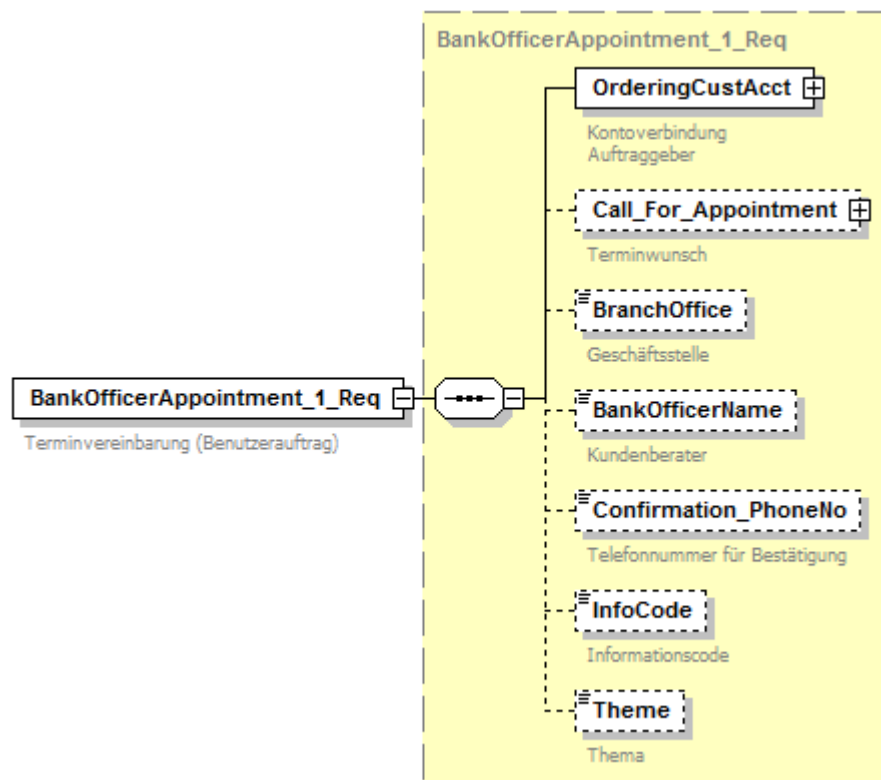 BankOfficerAppointment_1_Req
OrderingCustAcct
Kontoverbindung
Auftraggeber
Call_For_Appointment
Terminwunsch
BranchOffice
Geschäftsstelle
BankOfficerAppointment_1_Req
Terminvereinbarung (Benutzerauftrag)
BankOfficerName
Kundenberater
Confirmation_PhoneNo
Telefonnummer für Bestätigung
InfoCode
Informationscode
Theme
Thema